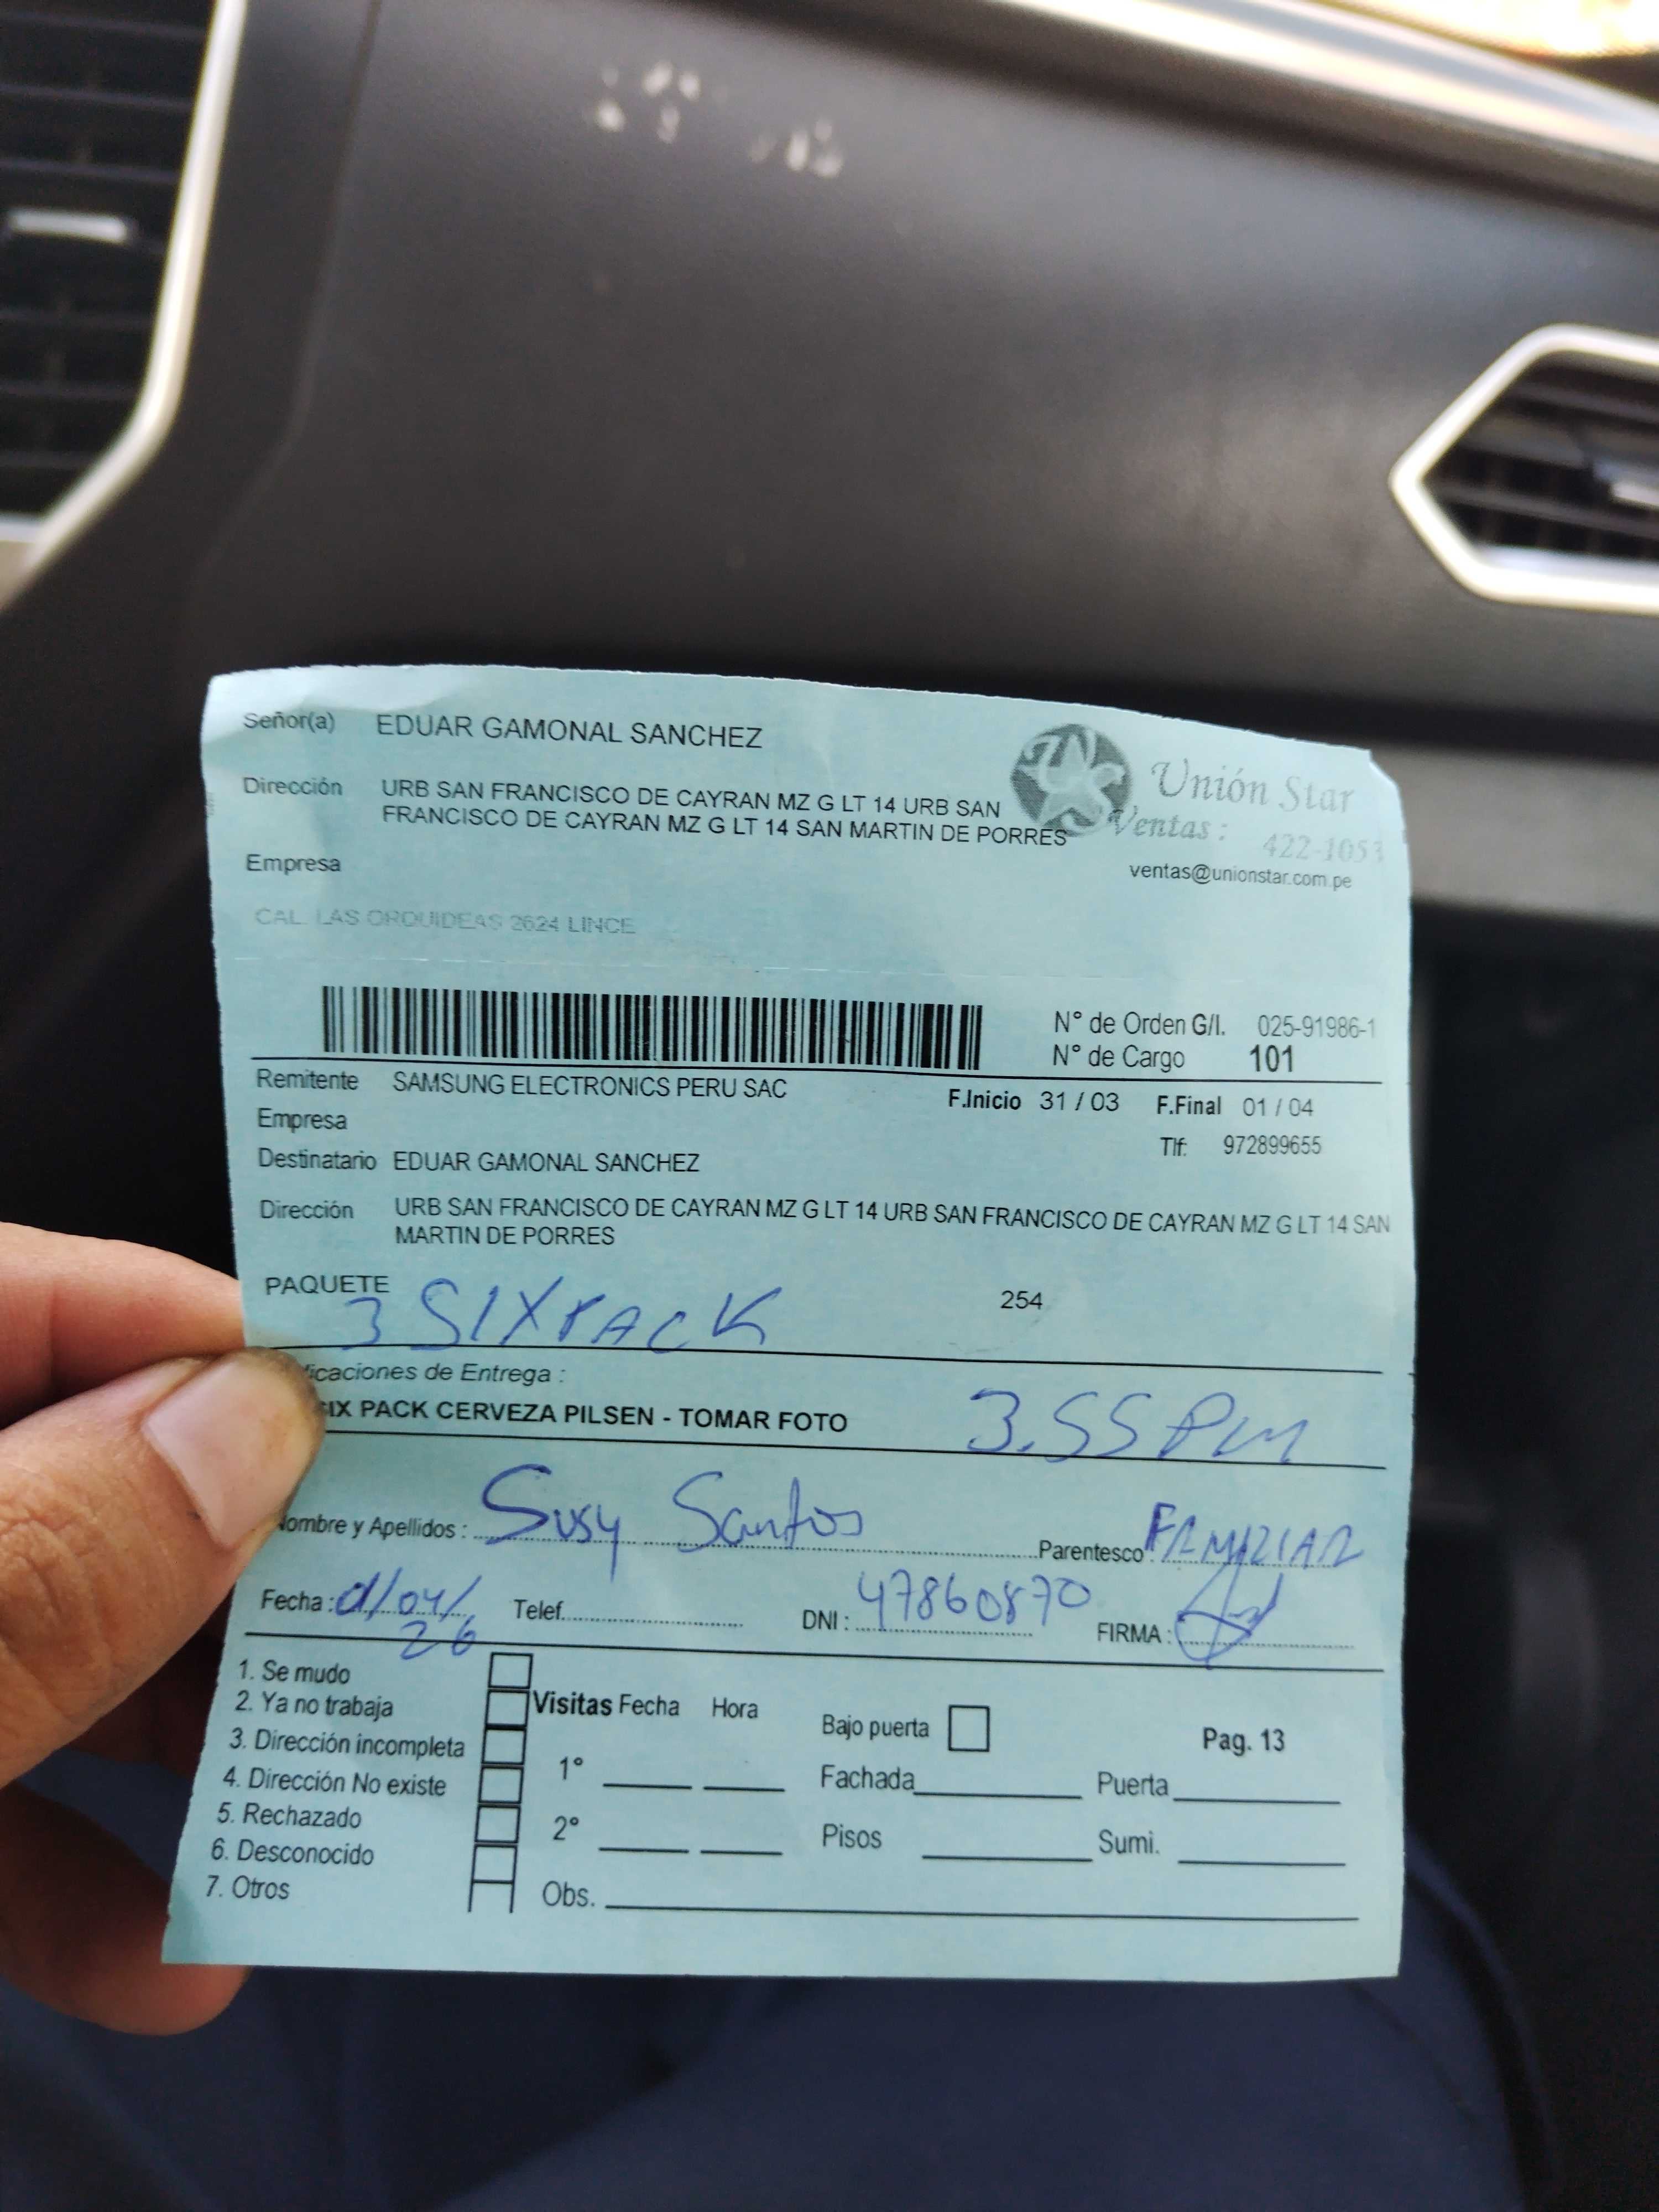 Señor(a) EDUAR GAMONAL SANCHEZ
Dirección URB SAN FRANCISCO DE CAYRAN MZ G LT 14 URB SAN
FRANCISCO DE CAYRAN MZ G LT 14 SAN MARTIN DE PORRES
Unión Star
Ventas: 422-1051
ventas@unionstar.com.pe
Empresa
CAL. LAS ORQUIDEAS 2624 LINCE
N° de Orden G/I. 025-91986-1
N° de Cargo 101
Remitente SAMSUNG ELECTRONICS PERU SAC
F.Inicio 31 / 03 F.Final 01 / 04
Empresa
Tlf: 972899655
Destinatario EDUAR GAMONAL SANCHEZ
Dirección URB SAN FRANCISCO DE CAYRAN MZ G LT 14 URB SAN FRANCISCO DE CAYRAN MZ G LT 14 SAN
MARTIN DE PORRES
PAQUETE 254
3 SIXPACK
icaciones de Entrega :
SIX PACK CERVEZA PILSEN - TOMAR FOTO 3.55 PM
Nombre y Apellidos : Susy Santos Parentesco : FAMILIAR
Fecha : 01/04/26 Telef. DNI : 47860870 FIRMA :
1. Se mudo
2. Ya no trabaja
3. Dirección incompleta
4. Dirección No existe
5. Rechazado
6. Desconocido
7. Otros
Visitas Fecha Hora
1°
2°
Obs.
Bajo puerta Pag. 13
Fachada Puerta
Pisos Sumi.